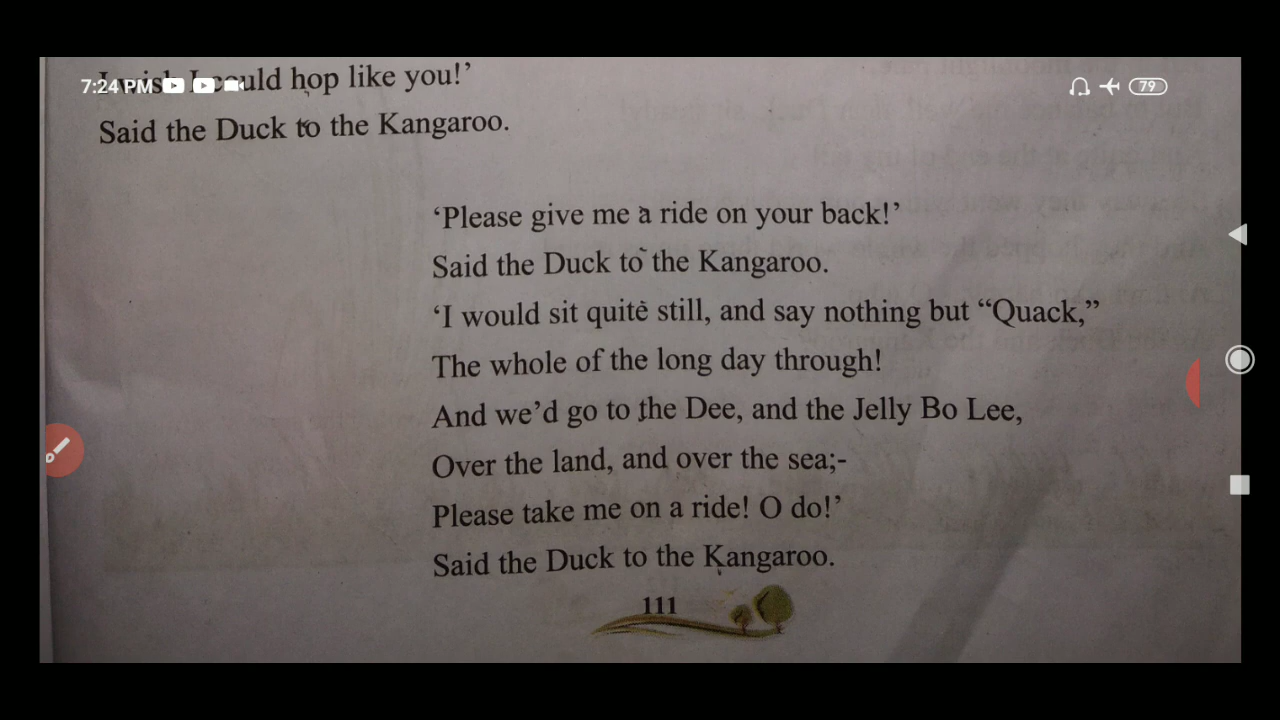 I wish I could hop like you!’
7:24 PM
79
Said the Duck to the Kangaroo.
‘Please give me a ride on your back!’
Said the Duck to the Kangaroo.
‘I would sit quite still, and say nothing but “Quack,”
The whole of the long day through!
And we’d go to the Dee, and the Jelly Bo Lee,
Over the land, and over the sea;-
Please take me on a ride! O do!’
Said the Duck to the Kangaroo.
111